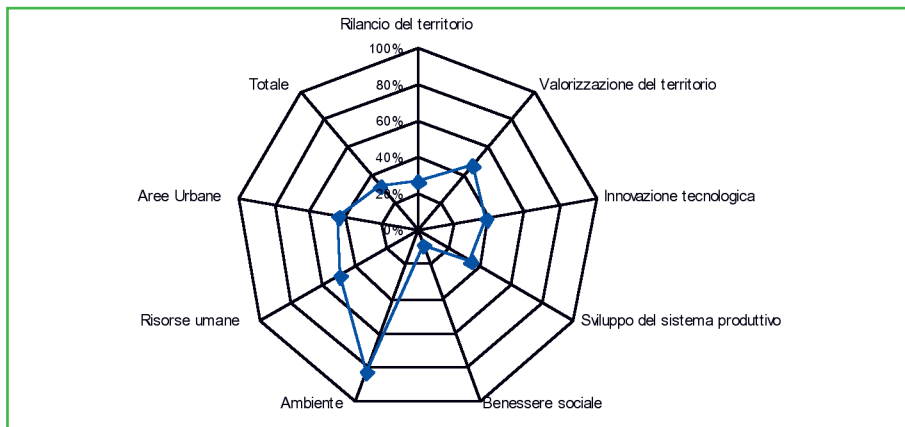 Rilancio del territorio
100%
Totale
80%
Valorizzazione del territorio
60%
40%
Aree Urbane
20%
Innovazione tecnologica
0%
Risorse umane
Sviluppo del sistema produttivo
Ambiente
Benessere sociale